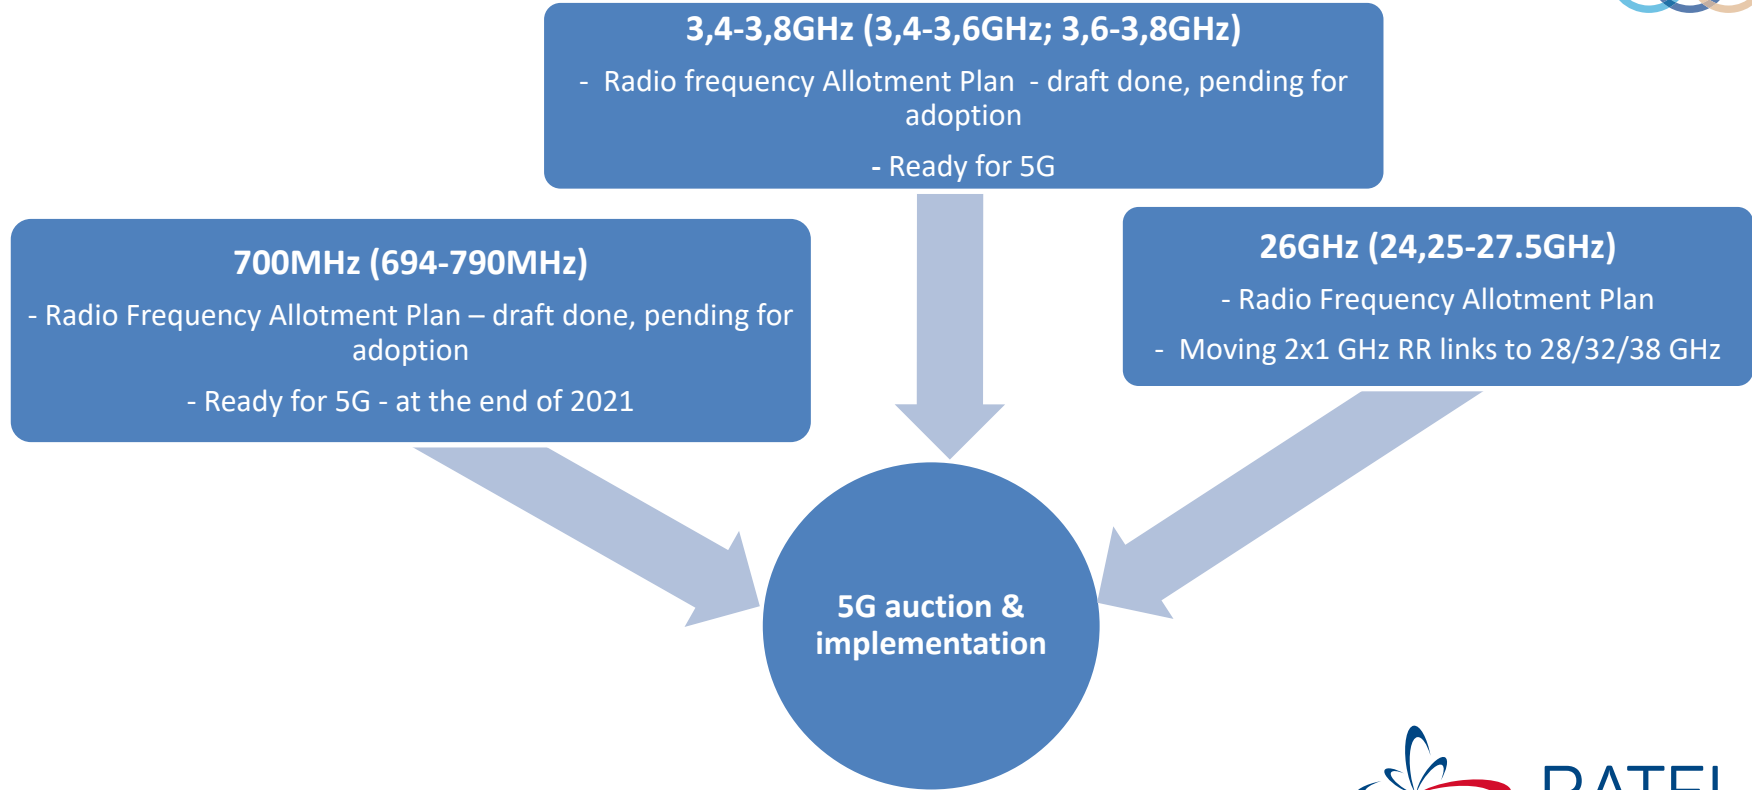 3,4-3,8GHz (3,4-3,6GHz; 3,6-3,8GHz)
- Radio frequency Allotment Plan - draft done, pending for
adoption
- Ready for 5G
700MHz (694-790MHz)
- Radio Frequency Allotment Plan – draft done, pending for
adoption
- Ready for 5G - at the end of 2021
26GHz (24,25-27.5GHz)
- Radio Frequency Allotment Plan
- Moving 2x1 GHz RR links to 28/32/38 GHz
5G auction &
implementation
RATEL